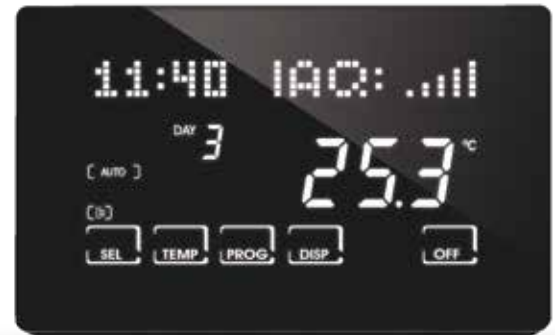 11:40 IAQ:
DAY 3
25.3 °C
[ AUTO ]
SEL TEMP PROG DISP OFF